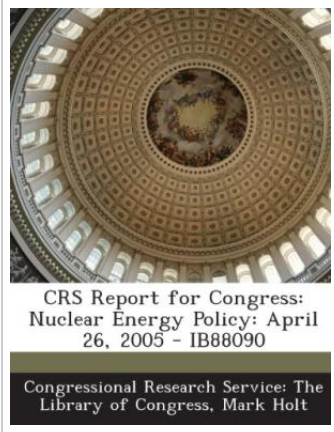 CRS Report for Congress:
Nuclear Energy Policy: April
26, 2005 - IB88090
Congressional Research Service: The
Library of Congress, Mark Holt